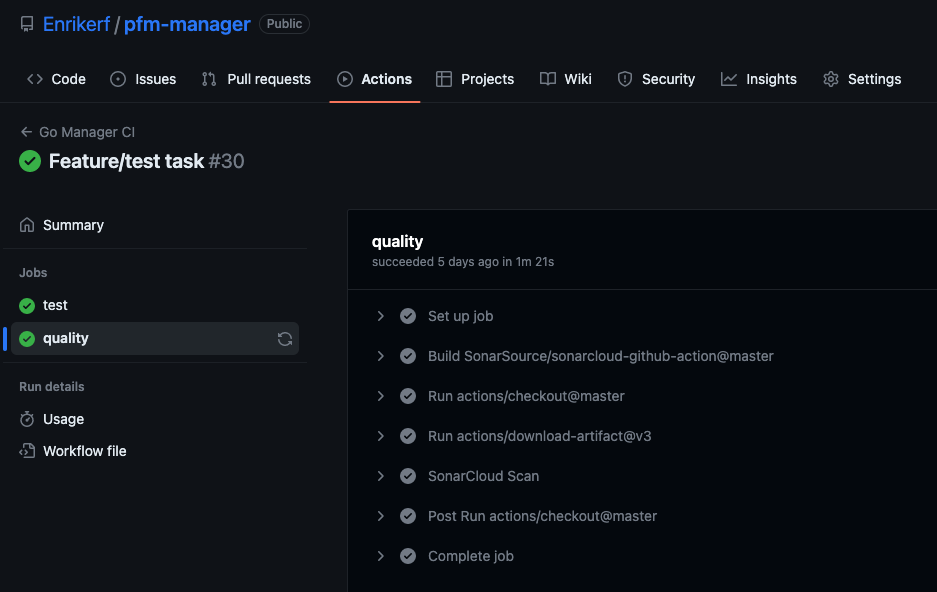 Enrikerf / pfm-manager Public
Code Issues Pull requests Actions Projects Wiki Security Insights Settings
Go Manager CI
Feature/test task #30
Summary
Jobs
test
quality
Run details
Usage
Workflow file
quality
succeeded 5 days ago in 1m 21s
Set up job
Build SonarSource/sonarcloud-github-action@master
Run actions/checkout@master
Run actions/download-artifact@v3
SonarCloud Scan
Post Run actions/checkout@master
Complete job